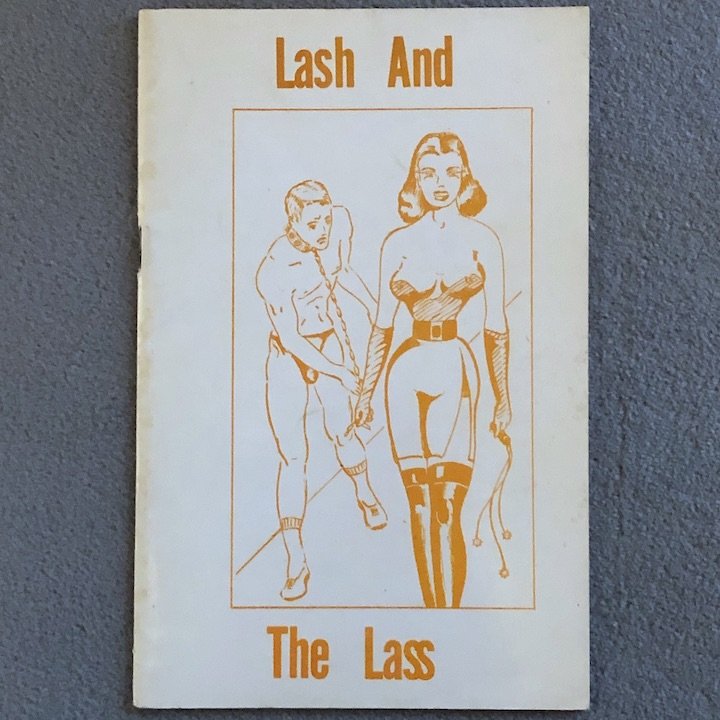 Lash And
The Lass